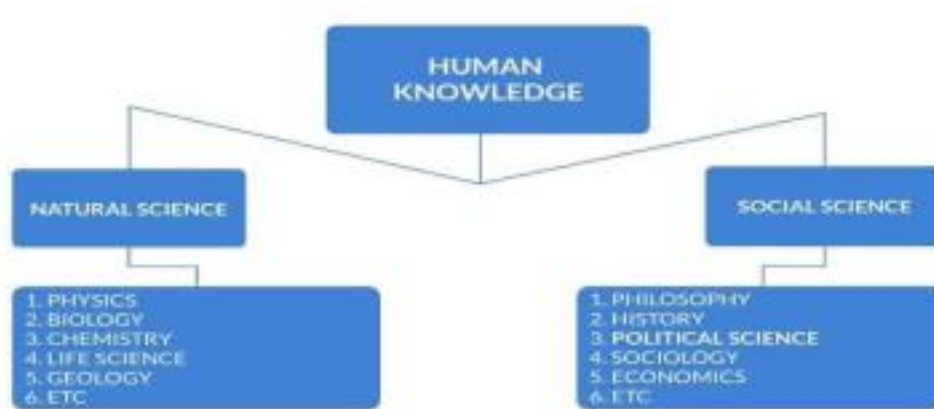 HUMAN
KNOWLEDGE
NATURAL SCIENCE
SOCIAL SCIENCE
1. PHYSICS
2. BIOLOGY
3. CHEMISTRY
4. LIFE SCIENCE
5. GEOLOGY
6. ETC
1. PHILOSOPHY
2. HISTORY
3. POLITICAL SCIENCE
4. SOCIOLOGY
5. ECONOMICS
6. ETC